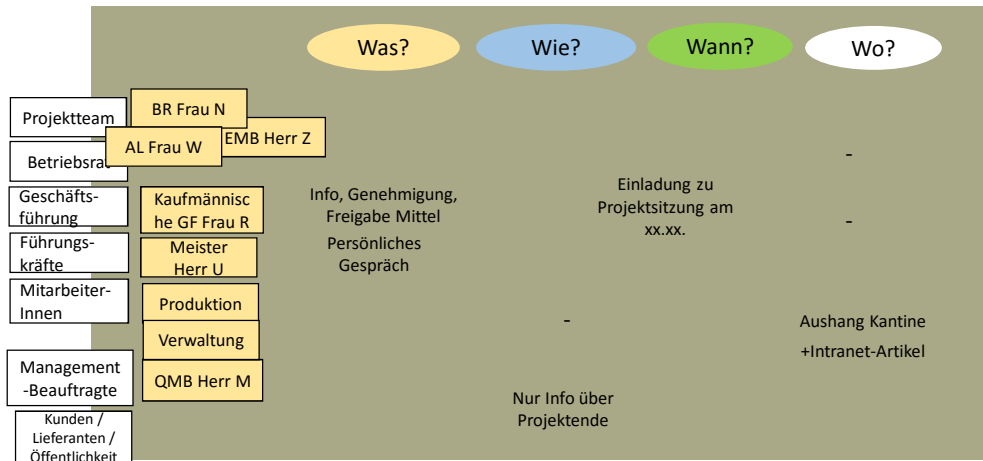 Was?
Wie?
Wann?
Wo?
Projektteam
BR Frau N
EMB Herr Z
AL Frau W
Betriebsrat
-
Geschäfts-
führung
Kaufmännisc
he GF Frau R
Info, Genehmigung,
Freigabe Mittel
Einladung zu
Projektsitzung am
xx.xx.
-
Führungs-
kräfte
Meister
Herr U
Persönliches
Gespräch
Mitarbeiter-
Innen
Produktion
-
Aushang Kantine
Verwaltung
+Intranet-Artikel
Management
-Beauftragte
QMB Herr M
Nur Info über
Projektende
Kunden /
Lieferanten /
Öffentlichkeit